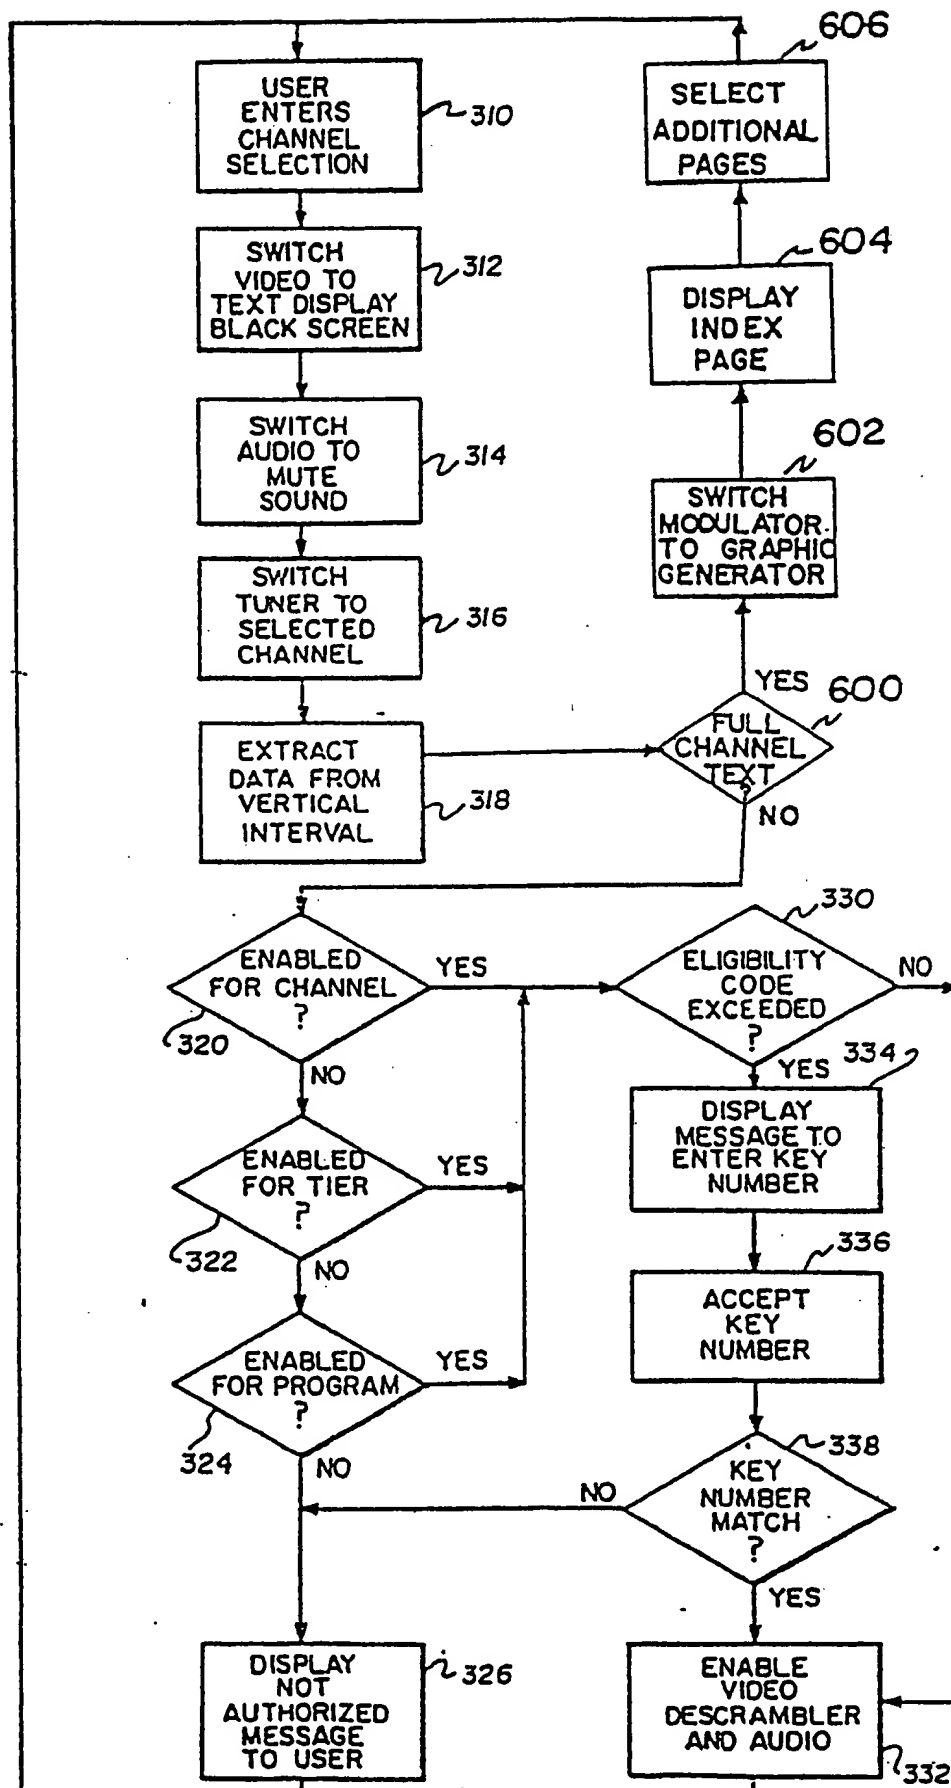 USER
ENTERS
CHANNEL
SELECTION
310
SWITCH
VIDEO TO
TEXT DISPLAY
BLACK SCREEN
312
SWITCH
AUDIO TO
MUTE
SOUND
314
SWITCH
TUNER TO
SELECTED
CHANNEL
316
EXTRACT
DATA FROM
VERTICAL
INTERVAL
318
606
SELECT
ADDITIONAL
PAGES
604
DISPLAY
INDEX
PAGE
602
SWITCH
MODULATOR
TO GRAPHIC
GENERATOR
YES
600
FULL
CHANNEL
TEXT
?
NO
ENABLED
FOR CHANNEL
?
320
YES
NO
ENABLED
FOR TIER
?
322
YES
NO
ENABLED
FOR PROGRAM
?
324
YES
NO
330
ELIGIBILITY
CODE
EXCEEDED
?
NO
YES
334
DISPLAY
MESSAGE TO
ENTER KEY
NUMBER
336
ACCEPT
KEY
NUMBER
338
KEY
NUMBER
MATCH
?
NO
YES
DISPLAY
NOT
AUTHORIZED
MESSAGE
TO USER
326
ENABLE
VIDEO
DESCRAMBLER
AND AUDIO
332